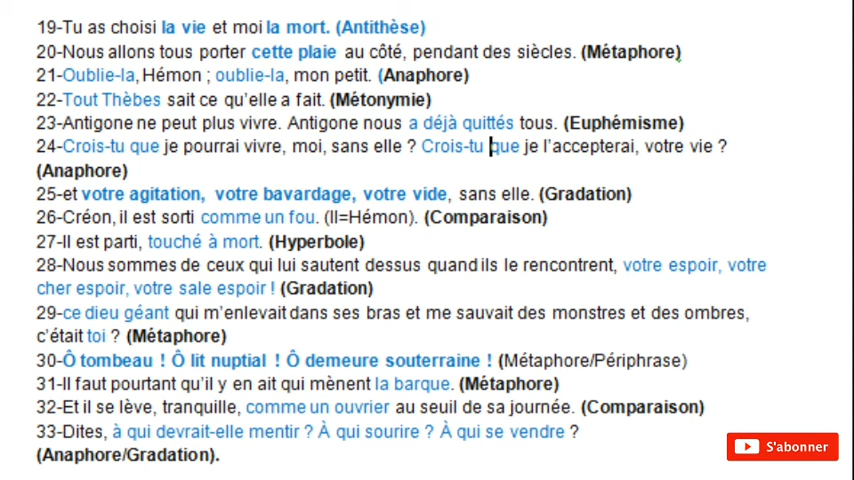 19-Tu as choisi la vie et moi la mort. (Antithèse)
20-Nous allons tous porter cette plaie au côté, pendant des siècles. (Métaphore)
21-Oublie-la, Hémon ; oublie-la, mon petit. (Anaphore)
22-Tout Thèbes sait ce qu'elle a fait. (Métonymie)
23-Antigone ne peut plus vivre. Antigone nous a déjà quittés tous. (Euphémisme)
24-Crois-tu que je pourrai vivre, moi, sans elle ? Crois-tu que je l'accepterai, votre vie ?
(Anaphore)
25-et votre agitation, votre bavardage, votre vide, sans elle. (Gradation)
26-Créon, il est sorti comme un fou. (Il=Hémon). (Comparaison)
27-Il est parti, touché à mort. (Hyperbole)
28-Nous sommes de ceux qui lui sautent dessus quand ils le rencontrent, votre espoir, votre
cher espoir, votre sale espoir ! (Gradation)
29-ce dieu géant qui m'enlevait dans ses bras et me sauvait des monstres et des ombres,
c'était toi ? (Métaphore)
30-Ô tombeau ! Ô lit nuptial ! Ô demeure souterraine ! (Métaphore/Périphrase)
31-Il faut pourtant qu'il y en ait qui mènent la barque. (Métaphore)
32-Et il se lève, tranquille, comme un ouvrier au seuil de sa journée. (Comparaison)
33-Dites, à qui devrait-elle mentir ? À qui sourire ? À qui se vendre ?
(Anaphore/Gradation).
S'abonner